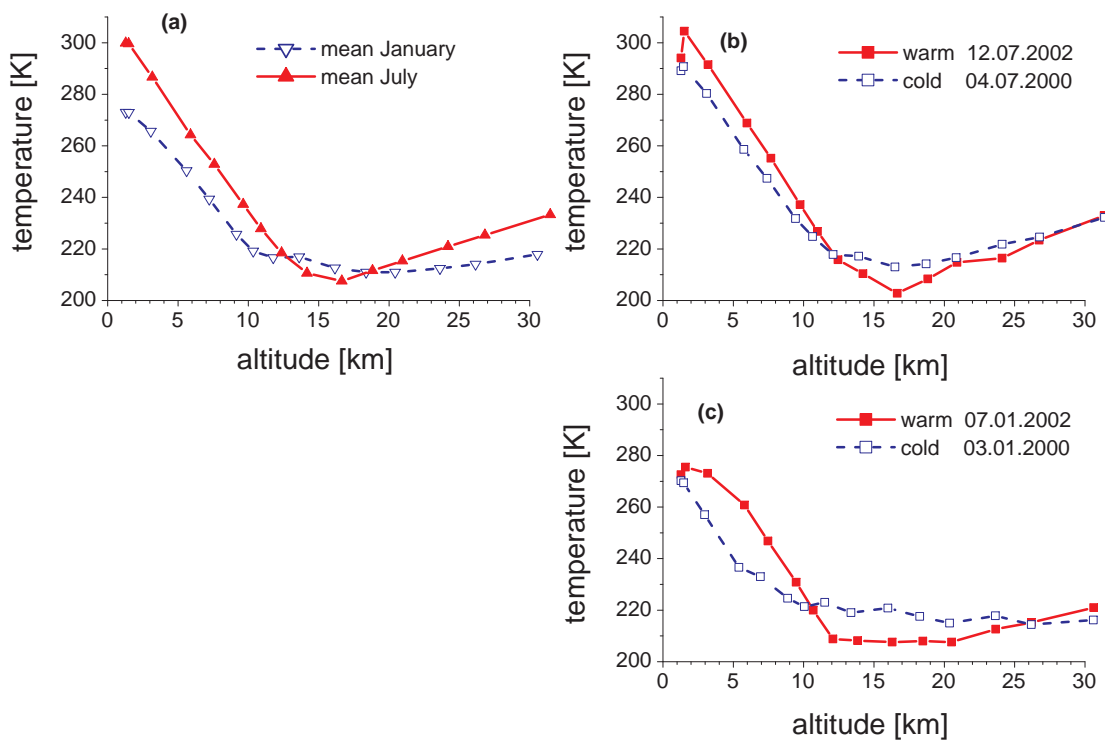 (a)
mean January
mean July
300
280
260
240
220
200
0 5 10 15 20 25 30
temperature [K]
altitude [km]
(b)
warm 12.07.2002
cold 04.07.2000
300
280
260
240
220
200
0 5 10 15 20 25 30
temperature [K]
altitude [km]
(c)
warm 07.01.2002
cold 03.01.2000
300
280
260
240
220
200
0 5 10 15 20 25 30
temperature [K]
altitude [km]